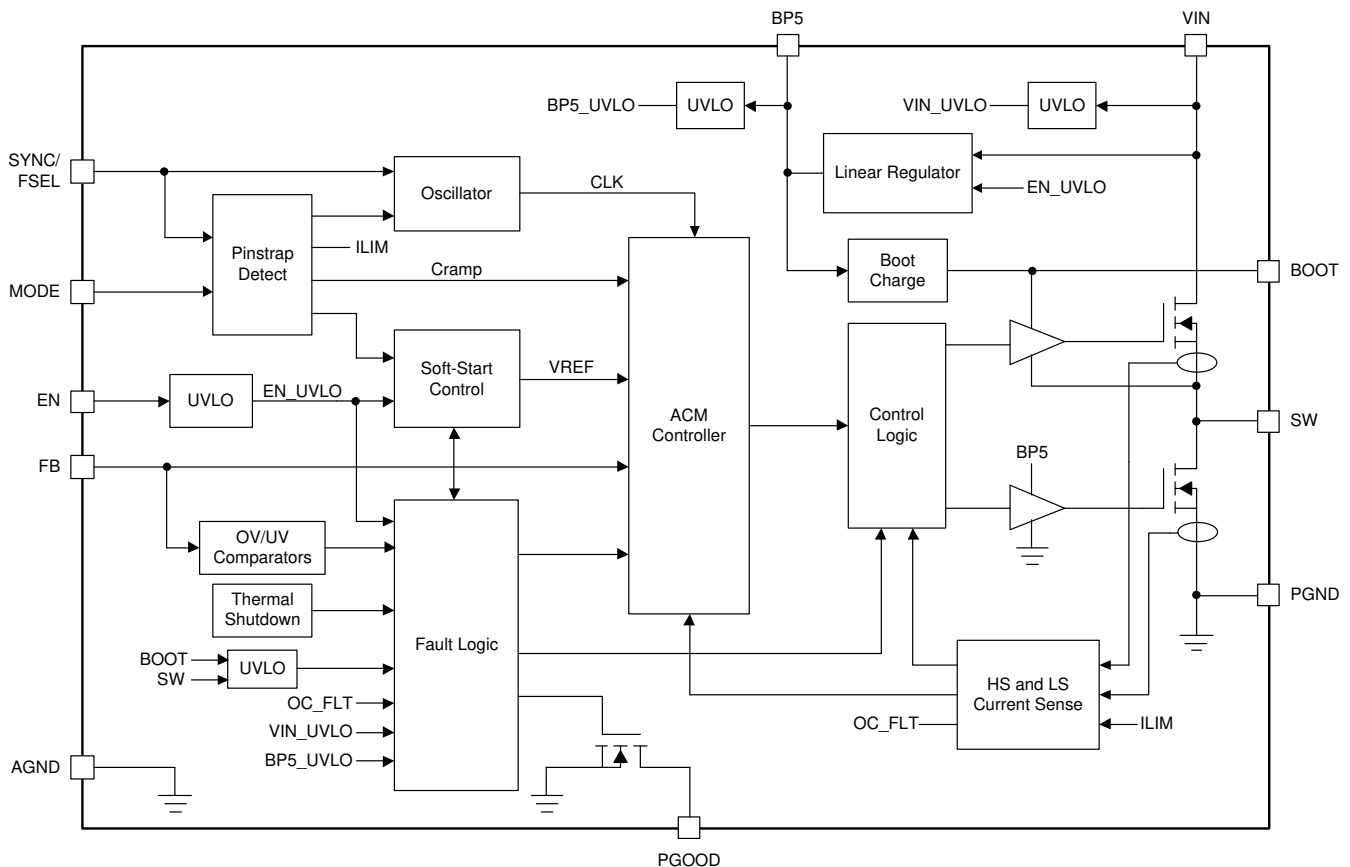 BP5
VIN
BP5_UVLO
UVLO
VIN_UVLO
UVLO
SYNC/
FSEL
Oscillator
CLK
Linear Regulator
EN_UVLO
Pinstrap
Detect
ILIM
Cramp
MODE
Boot
Charge
BOOT
Soft-Start
Control
VREF
EN
UVLO
EN_UVLO
ACM
Controller
Control
Logic
SW
FB
BP5
OV/UV
Comparators
Thermal
Shutdown
PGND
Fault Logic
BOOT
SW
UVLO
OC_FLT
VIN_UVLO
BP5_UVLO
HS and LS
Current Sense
OC_FLT
ILIM
AGND
PGOOD